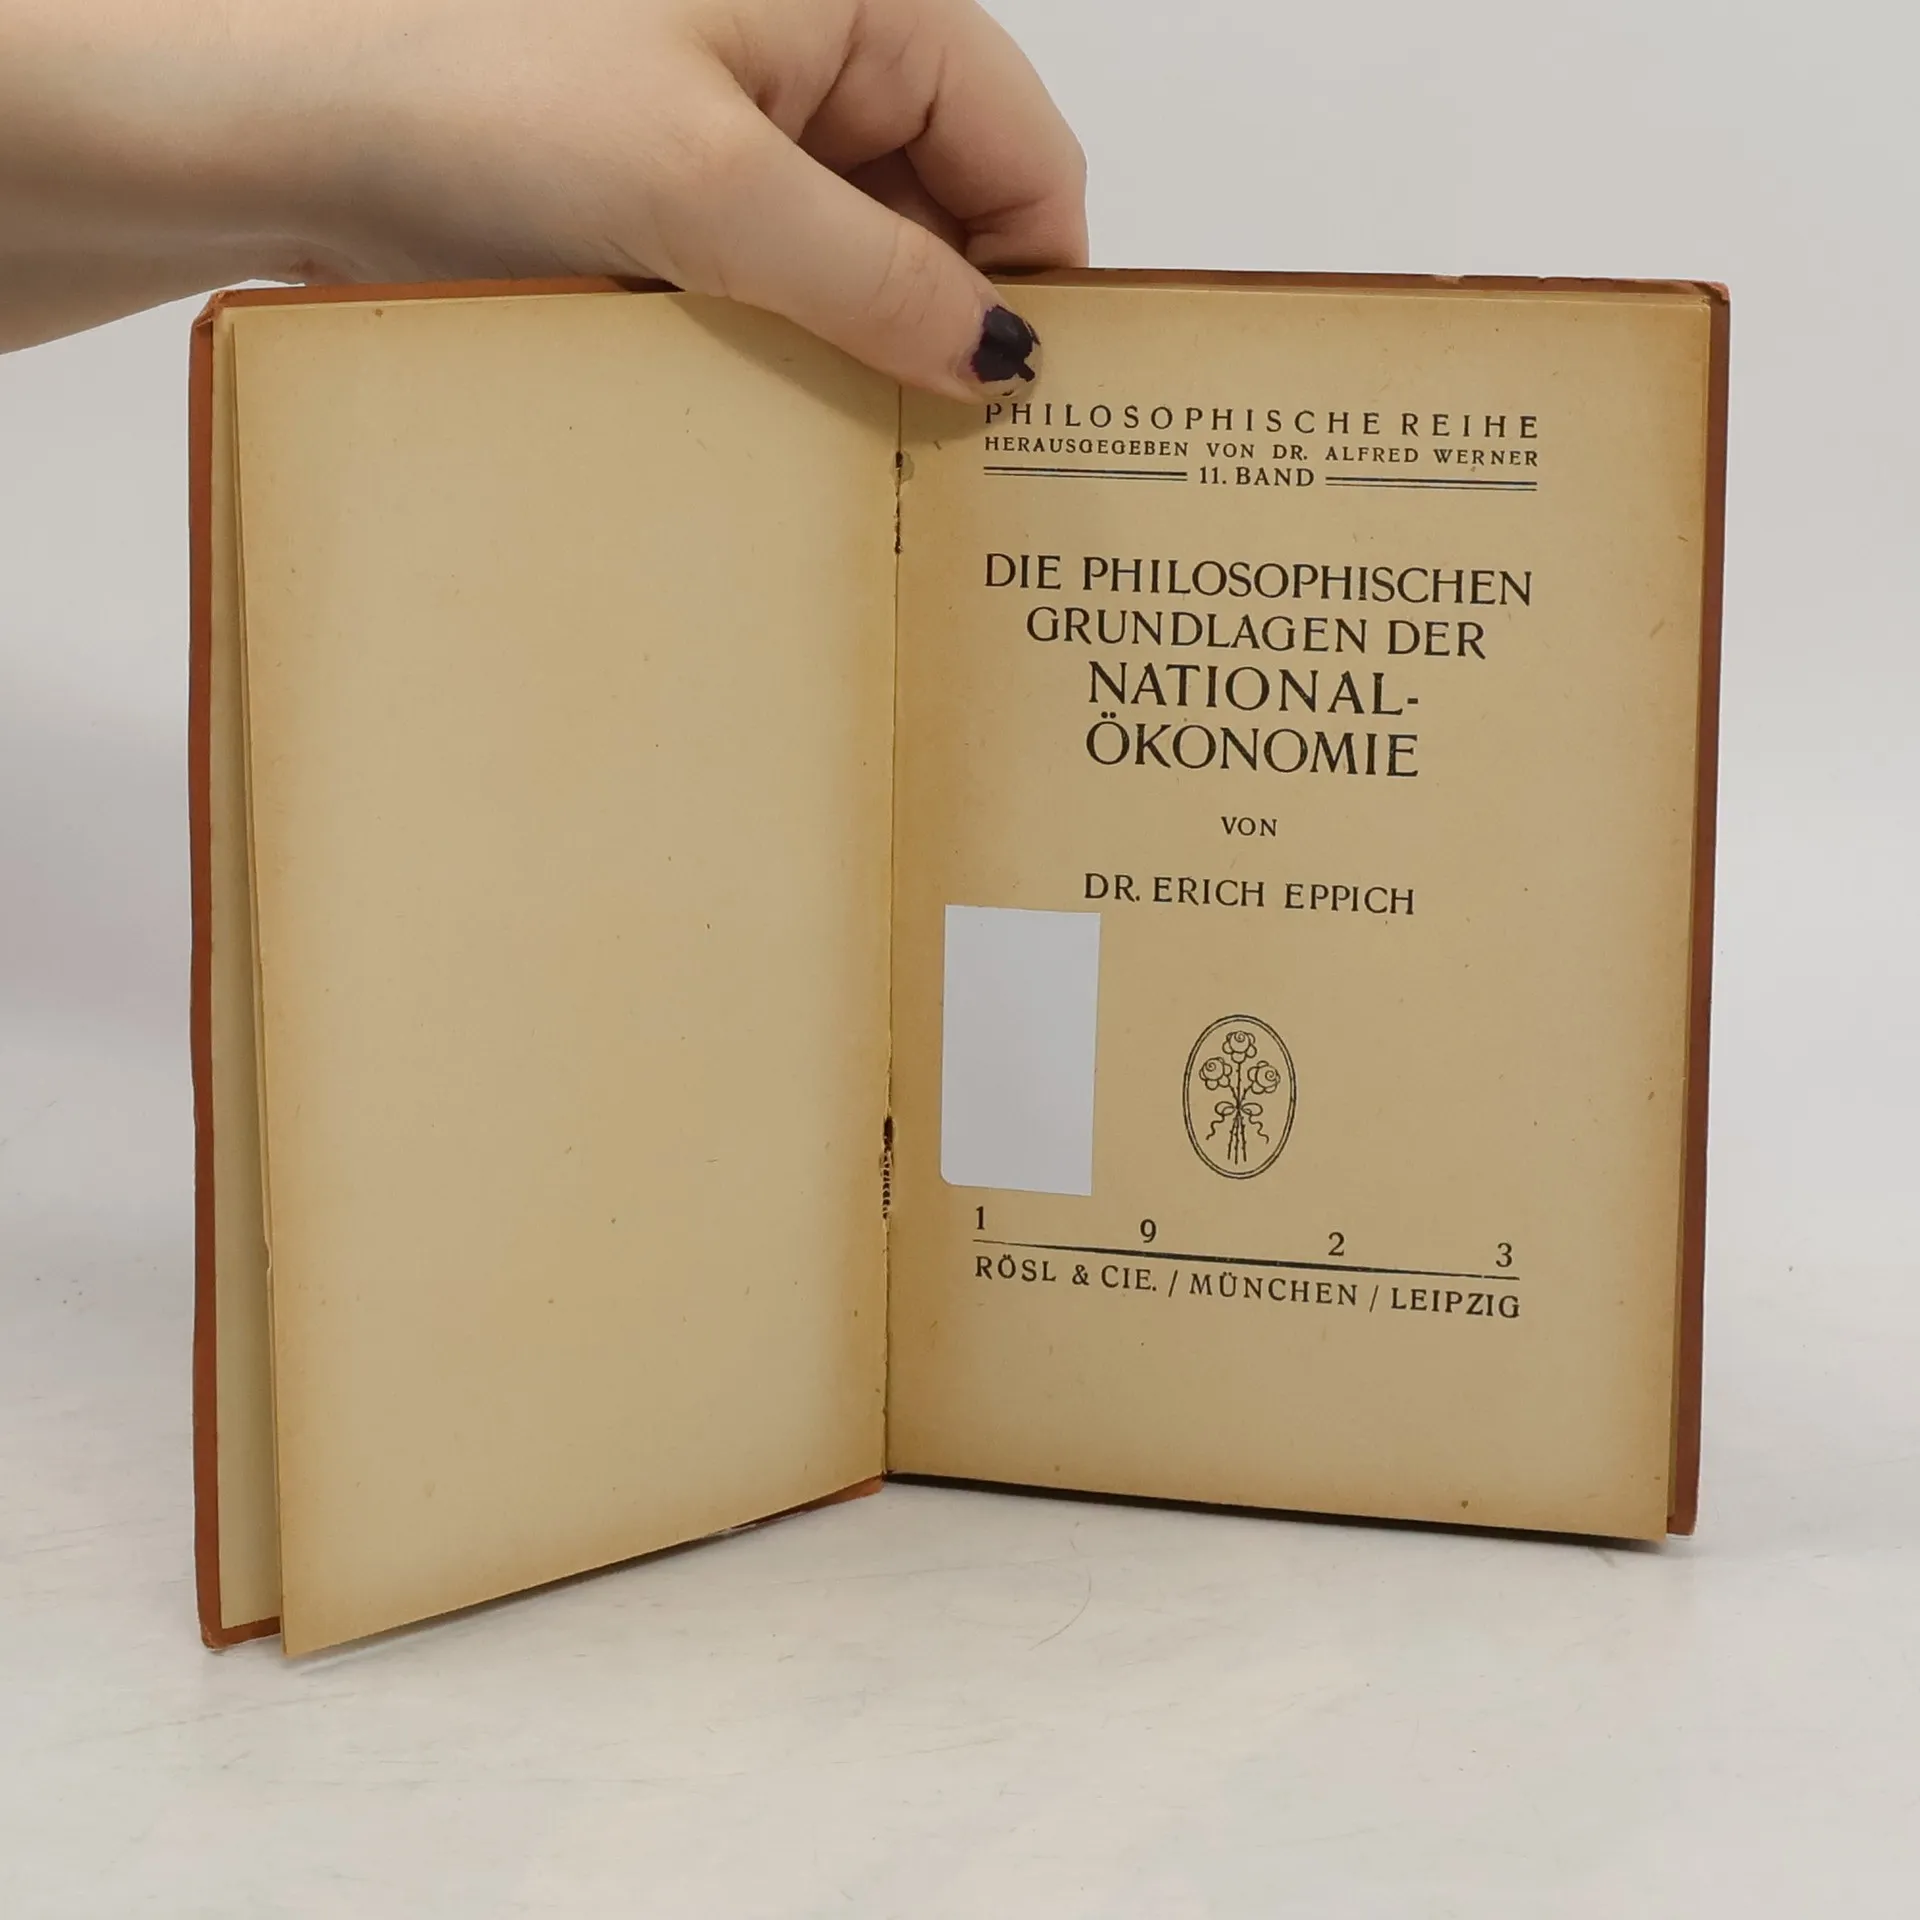 PHILOSOPHISCHE REIHE
HERAUSGEGEBEN VON DR. ALFRED WERNER
11. BAND
DIE PHILOSOPHISCHEN
GRUNDLAGEN DER
NATIONAL-
ÖKONOMIE
VON
DR. ERICH EPPICH
1 9 2 3
RÖSL & CIE. / MÜNCHEN / LEIPZIG